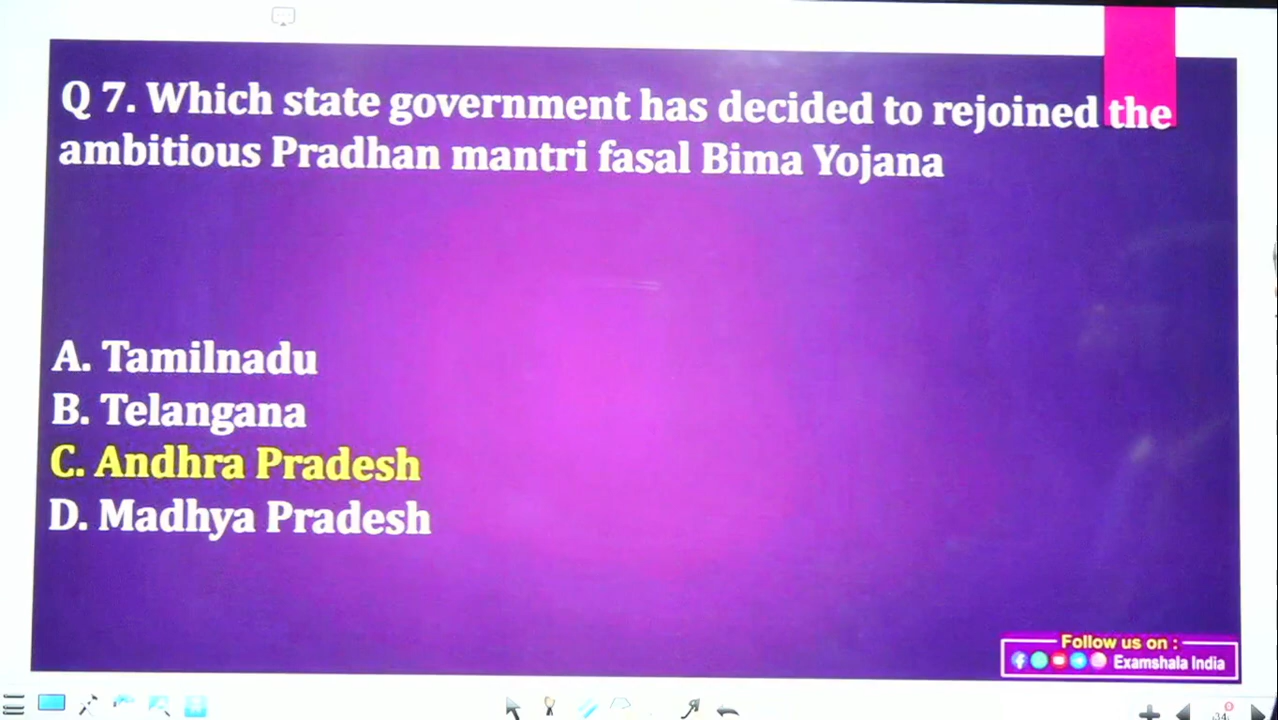 Q 7. Which state government has decided to rejoined the
ambitious Pradhan mantri fasal Bima Yojana
A. Tamilnadu
B. Telangana
C. Andhra Pradesh
D. Madhya Pradesh
Follow us on :
Examshala India